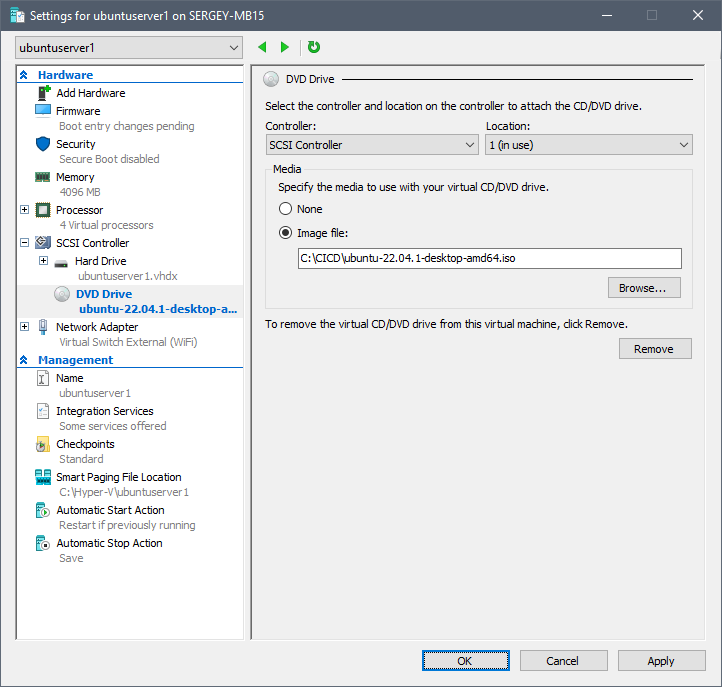 Settings for ubuntuserver1 on SERGEY-MB15
ubuntuserver1
Hardware
Add Hardware
Firmware
Boot entry changes pending
Security
Secure Boot disabled
Memory
4096 MB
Processor
4 Virtual processors
SCSI Controller
Hard Drive
ubuntuserver1.vhdx
DVD Drive
ubuntu-22.04.1-desktop-a...
Network Adapter
Virtual Switch External (WiFi)
Management
Name
ubuntuserver1
Integration Services
Some services offered
Checkpoints
Standard
Smart Paging File Location
C:\Hyper-V\ubuntuserver1
Automatic Start Action
Restart if previously running
Automatic Stop Action
Save
DVD Drive
Select the controller and location on the controller to attach the CD/DVD drive.
Controller:
Location:
SCSI Controller
1 (in use)
Media
Specify the media to use with your virtual CD/DVD drive.
None
Image file:
C:\CICD\ubuntu-22.04.1-desktop-amd64.iso
Browse...
To remove the virtual CD/DVD drive from this virtual machine, click Remove.
Remove
OK
Cancel
Apply